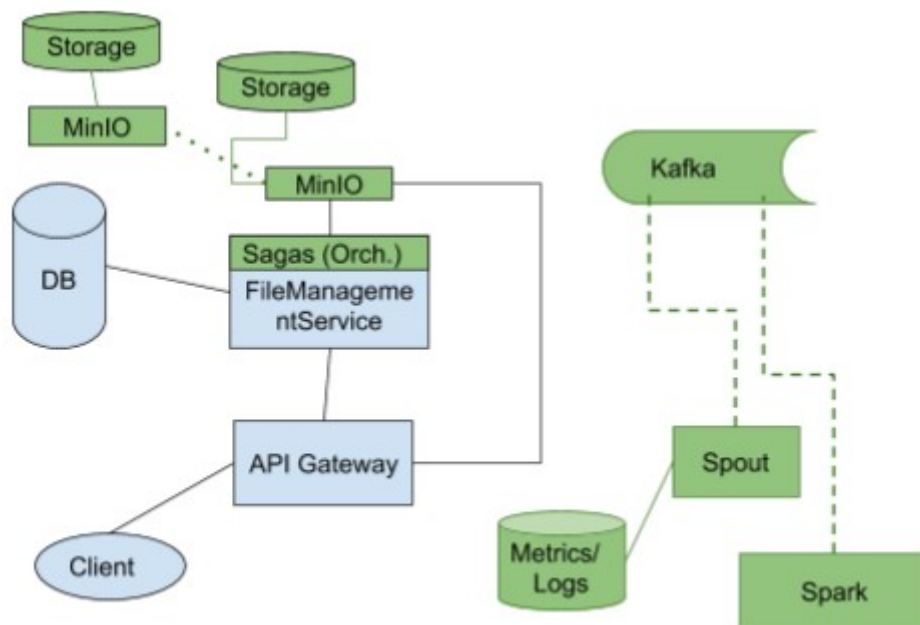 Storage
Storage
MinIO
MinIO
Kafka
Sagas (Orch.)
DB
FileManageme
ntService
API Gateway
Spout
Metrics/
Logs
Client
Spark